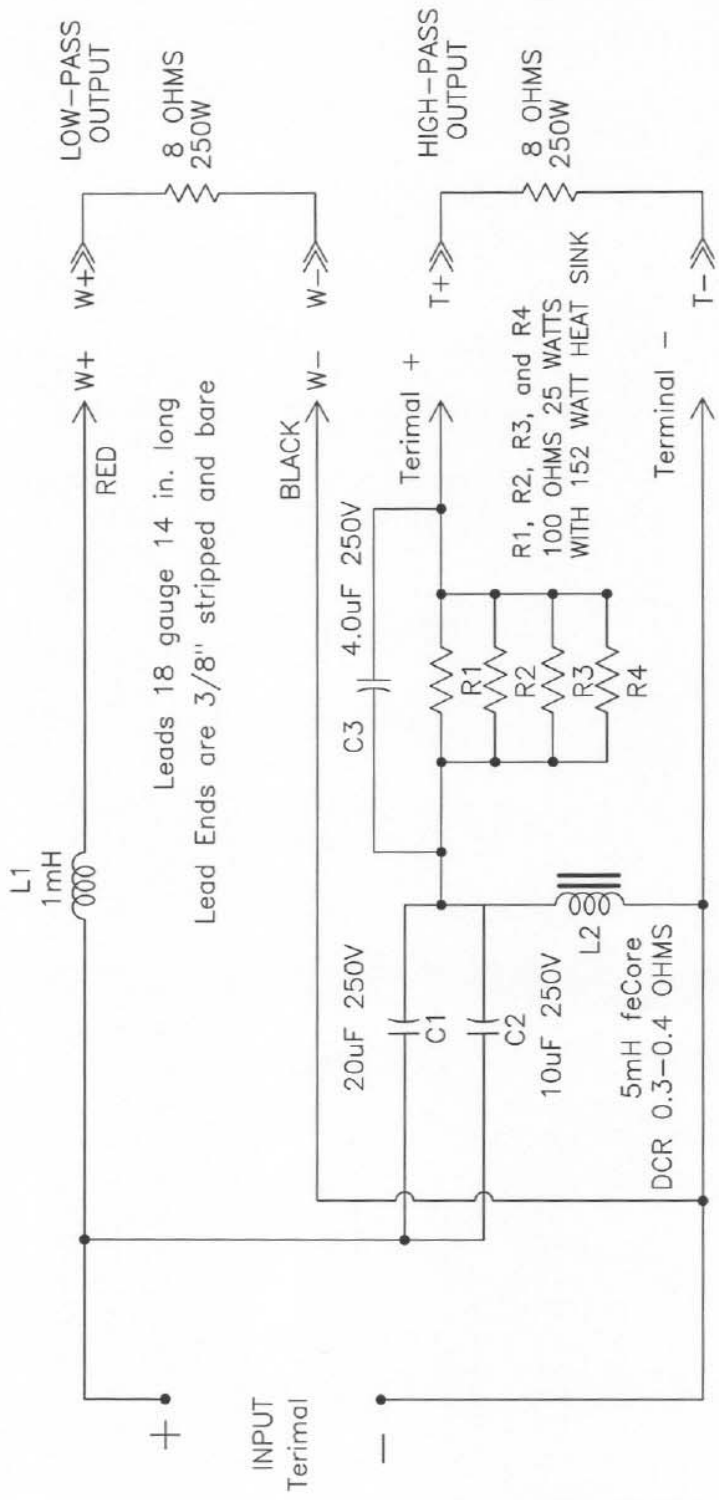 LOW-PASS
OUTPUT
8 OHMS
250W
W+
W+
RED
L1
1mH
Leads 18 gauge 14 in. long
Lead Ends are 3/8" stripped and bare
W-
W-
BLACK
HIGH-PASS
OUTPUT
8 OHMS
250W
T+
Terimal +
C3
4.0uF 250V
R1
R2
R3
R4
R1, R2, R3, and R4
100 OHMS 25 WATTS
WITH 152 WATT HEAT SINK
20uF 250V
C1
C2
10uF 250V
L2
5mH feCore
DCR 0.3-0.4 OHMS
T-
Terminal -
+
INPUT
Terimal
-